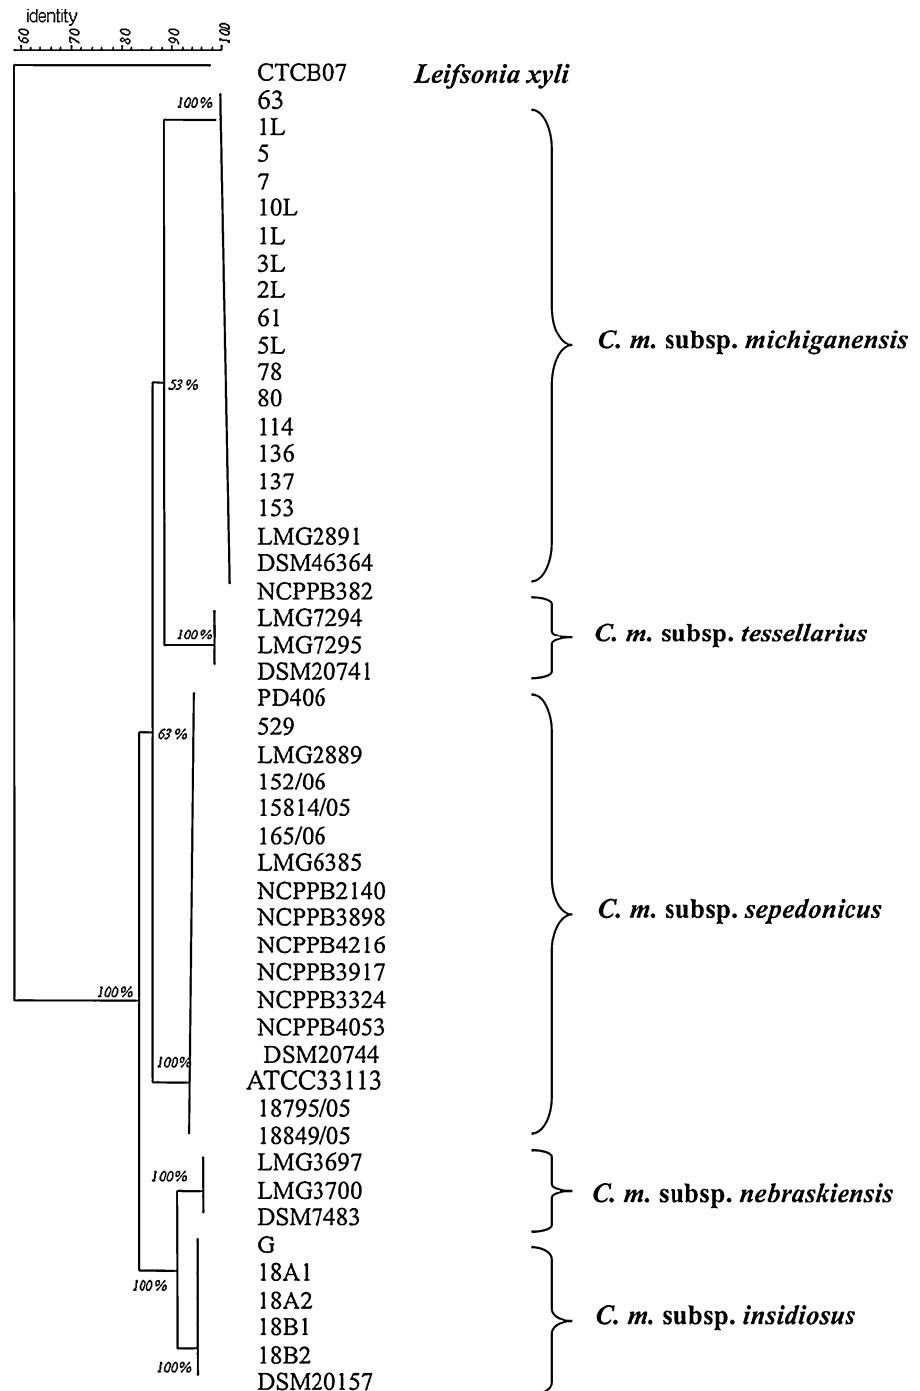 identity
60 70 80 90 100
CTCB07 Leifsonia xyli
100% 63
1L
5
7
10L
1L
3L
2L
61
5L
C. m. subsp. michiganensis
78
53% 80
114
136
137
153
LMG2891
DSM46364
NCPPB382
LMG7294
100% LMG7295 C. m. subsp. tessellarius
DSM20741
PD406
63% 529
LMG2889
152/06
15814/05
165/06
LMG6385
NCPPB2140
NCPPB3898 C. m. subsp. sepedonicus
NCPPB4216
NCPPB3917
100% NCPPB3324
NCPPB4053
DSM20744
100% ATCC33113
18795/05
18849/05
LMG3697
100% LMG3700 C. m. subsp. nebraskiensis
DSM7483
G
18A1
100% 18A2
18B1 C. m. subsp. insidiosus
18B2
100% DSM20157